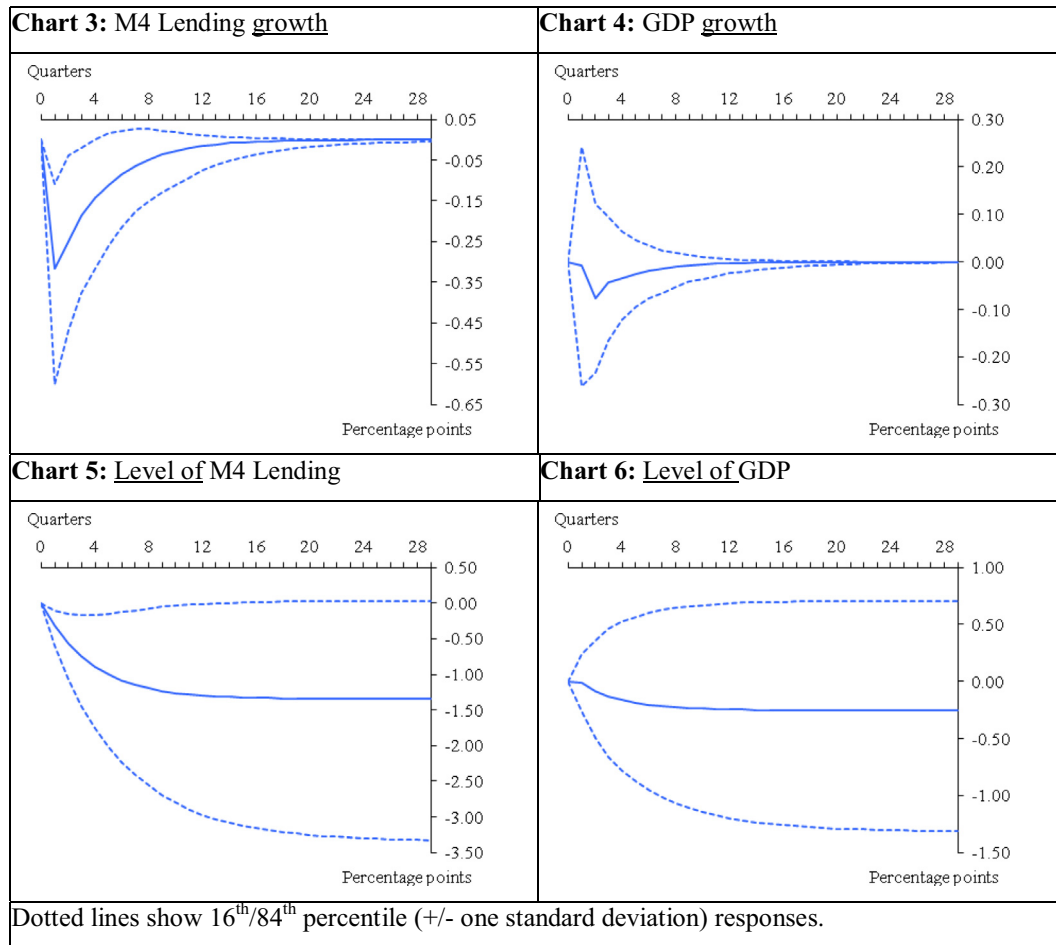 Chart 3: M4 Lending growth
Quarters
0 4 8 12 16 20 24 28
0.05
-0.05
-0.15
-0.25
-0.35
-0.45
-0.55
-0.65
Percentage points
Chart 4: GDP growth
Quarters
0 4 8 12 16 20 24 28
0.30
0.20
0.10
0.00
-0.10
-0.20
-0.30
Percentage points
Chart 5: Level of M4 Lending
Quarters
0 4 8 12 16 20 24 28
0.50
0.00
-0.50
-1.00
-1.50
-2.00
-2.50
-3.00
-3.50
Percentage points
Chart 6: Level of GDP
Quarters
0 4 8 12 16 20 24 28
1.00
0.50
0.00
-0.50
-1.00
-1.50
Percentage points
Dotted lines show 16th/84th percentile (+/- one standard deviation) responses.